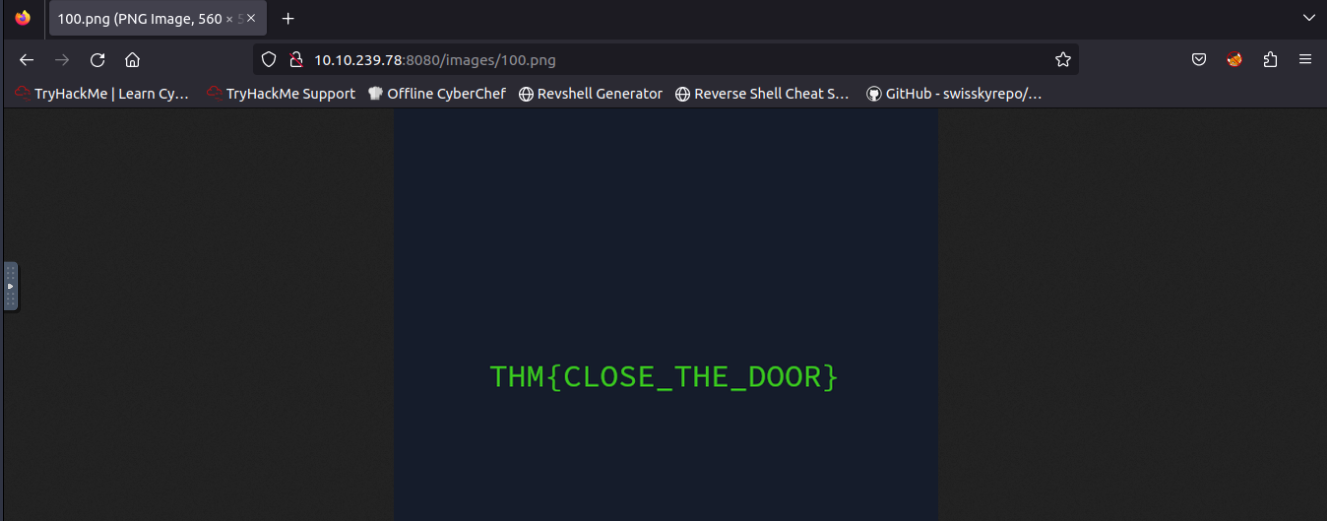 100.png (PNG Image, 560 × 5
10.10.239.78:8080/images/100.png
TryHackMe | Learn Cy... TryHackMe Support Offline CyberChef Revshell Generator Reverse Shell Cheat S... GitHub - swisskyrepo/...
THM{CLOSE_THE_DOOR}